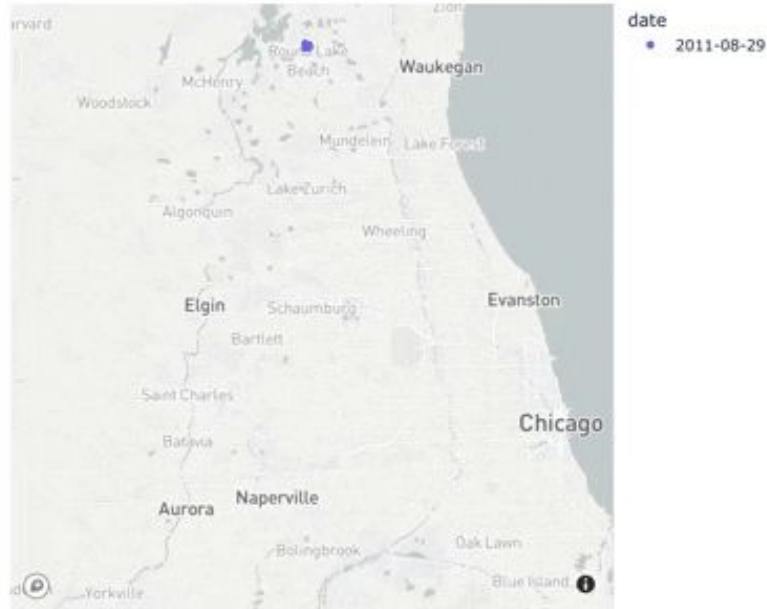 Zion
arvard
date
2011-08-29
Round Lake
Beach
Waukegan
McHenry
Woodstock
Mundelein
Lake Forest
Lake Zurich
Algonquin
Wheeling
Elgin
Evanston
Schaumburg
Bartlett
Saint Charles
Chicago
Batavia
Naperville
Aurora
Oak Lawn
Bolingbrook
Blue Island
Yorkville